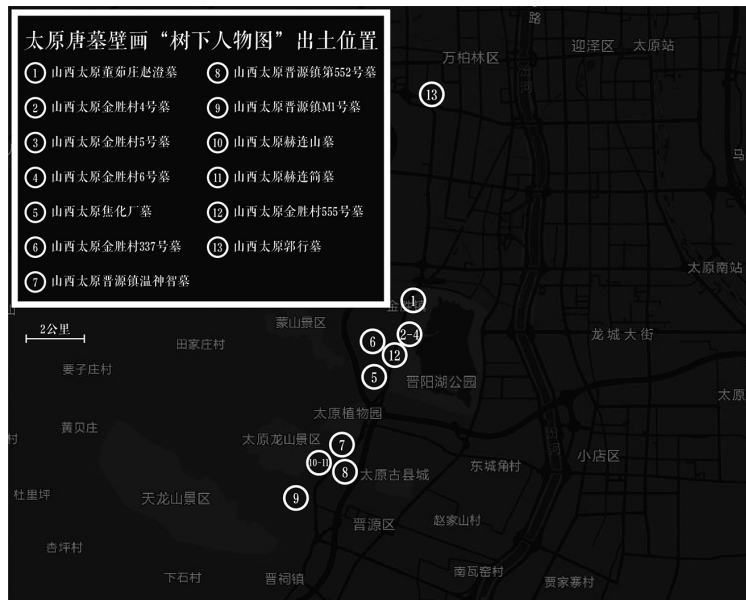 太原唐墓壁画“树下人物图”出土位置
1 山西太原董茹庄赵澄墓
2 山西太原金胜村4号墓
3 山西太原金胜村5号墓
4 山西太原金胜村6号墓
5 山西太原焦化厂墓
6 山西太原金胜村337号墓
7 山西太原晋源镇温神智墓
8 山西太原晋源镇第552号墓
9 山西太原晋源镇M1号墓
10 山西太原赫连山墓
11 山西太原赫连简墓
12 山西太原金胜村555号墓
13 山西太原郭行墓
2公里
路
万柏林区
迎泽区
太原站
13
汾河
马
太原南站
1
金胜镇
蒙山景区
2-4
龙城大街
田家庄村
6
12
要子庄村
5
晋阳湖公园
太原
太原植物园
黄贝庄
村
太原龙山景区
7
汾河
小店区
10-11
8
太原古县城
东城角村
杜里坪
天龙山景区
9
晋源区
赵家山村
杏坪村
下石村
晋祠镇
南瓦窑村
贾家寨村